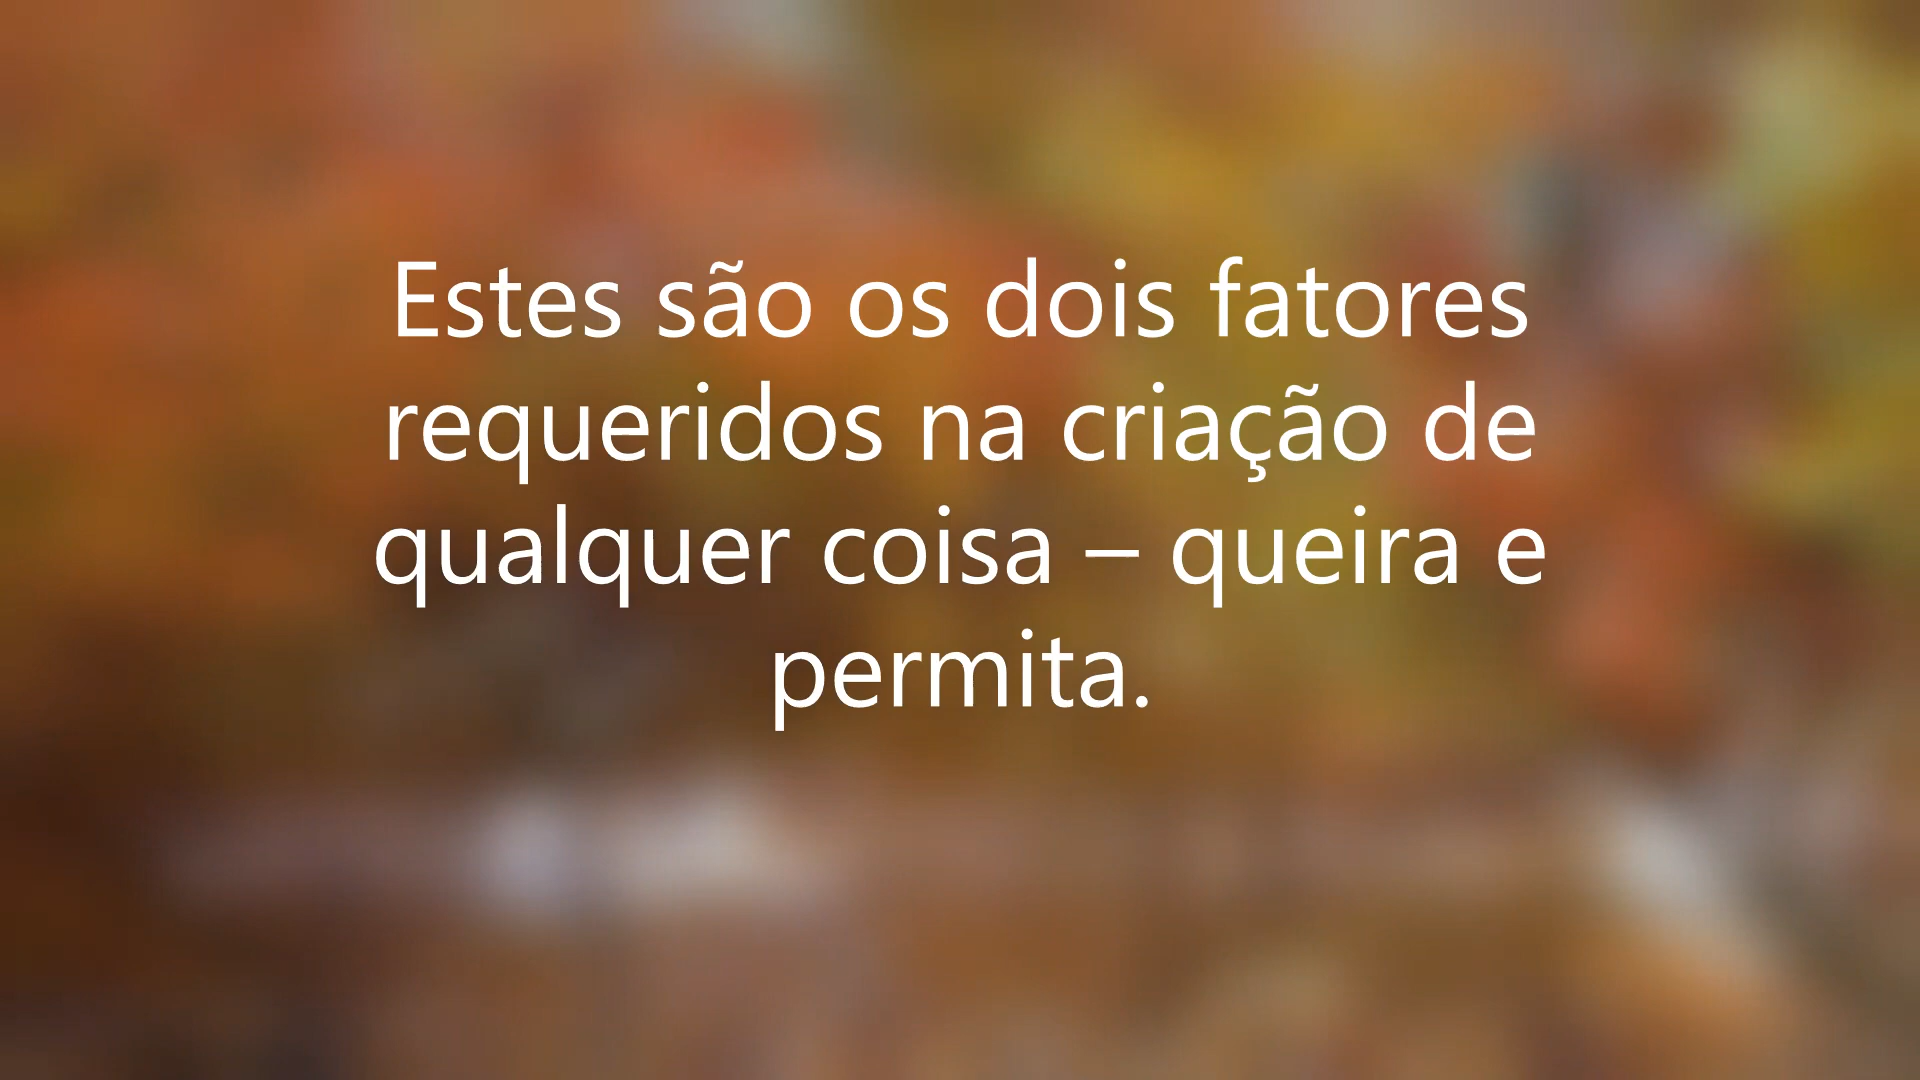 Estes são os dois fatores
requeridos na criação de
qualquer coisa – queira e
permita.